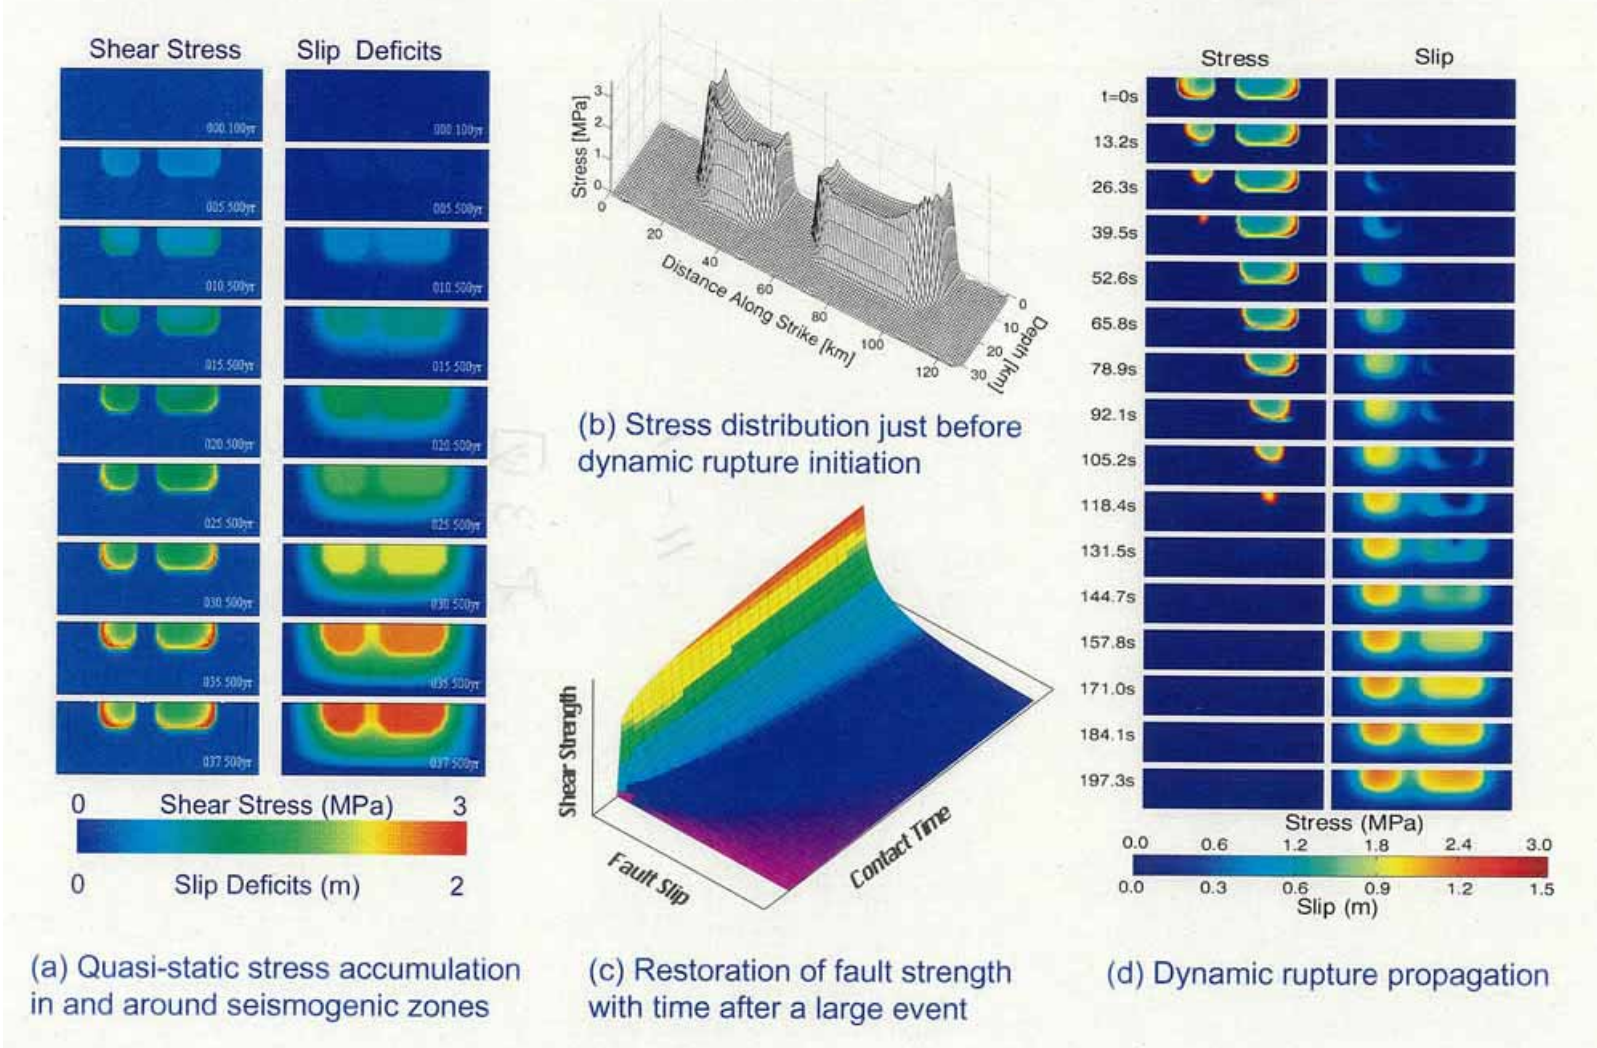 Shear Stress
Slip Deficits
000.100yr
000.100yr
005.500yr
005.500yr
010.500yr
010.500yr
015.500yr
015.500yr
020.500yr
020.500yr
025.500yr
025.500yr
030.500yr
030.500yr
035.500yr
035.500yr
037.500yr
037.500yr
0 Shear Stress (MPa) 3
0 Slip Deficits (m) 2
(a) Quasi-static stress accumulation
in and around seismogenic zones
Stress [MPa]
3
2
1
0
0
20
40
60
80
100
120
Distance Along Strike [km]
0
10
20
30
Depth [km]
(b) Stress distribution just before
dynamic rupture initiation
Shear Strength
Fault Slip
Contact Time
(c) Restoration of fault strength
with time after a large event
Stress
Slip
t=0s
13.2s
26.3s
39.5s
52.6s
65.8s
78.9s
92.1s
105.2s
118.4s
131.5s
144.7s
157.8s
171.0s
184.1s
197.3s
Stress (MPa)
0.0 0.6 1.2 1.8 2.4 3.0
0.0 0.3 0.6 0.9 1.2 1.5
Slip (m)
(d) Dynamic rupture propagation